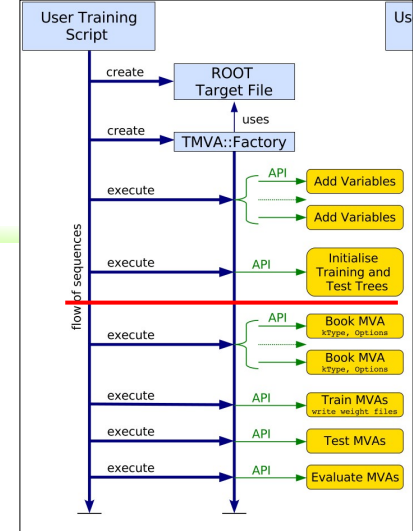 User Training
Script
Us
create
ROOT
Target File
uses
create
TMVA::Factory
execute
API
Add Variables
Add Variables
execute
API
Initialise
Training and
Test Trees
flow of sequences
execute
API
Book MVA
kType, Options
Book MVA
kType, Options
execute
API
Train MVAs
write weight files
execute
API
Test MVAs
execute
API
Evaluate MVAs